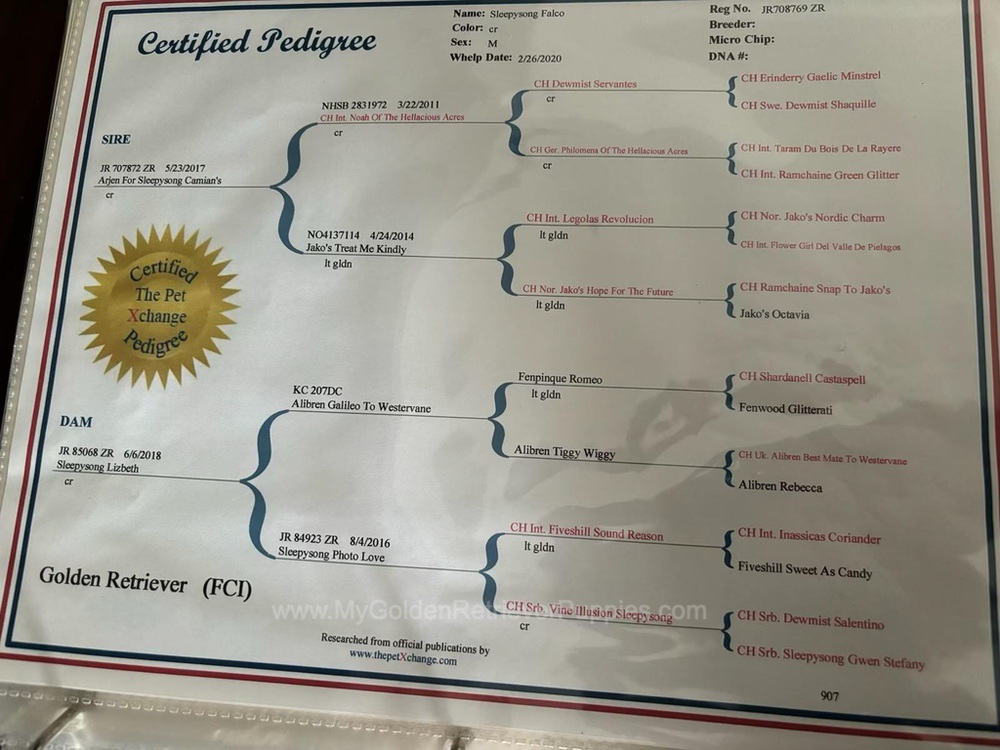 Certified Pedigree
Name: Sleepysong Falco
Color: cr
Sex: M
Whelp Date: 2/26/2020
Reg No. JR708769 ZR
Breeder:
Micro Chip:
DNA #:
SIRE
JR 707872 ZR 5/23/2017
Arjen For Sleepysong Camian's
cr
NHSB 2831972 3/22/2011
CH Int. Noah Of The Hellacious Acres
cr
CH Dewmist Servantes
cr
CH Erinderry Gaelic Minstrel
CH Swe. Dewmist Shaquille
CH Ger. Philomena Of The Hellacious Acres
cr
CH Int. Taram Du Bois De La Rayere
CH Int. Ramchaine Green Glitter
NO4137114 4/24/2014
Jako's Treat Me Kindly
lt gldn
CH Int. Legolas Revolucion
lt gldn
CH Nor. Jako's Nordic Charm
CH Int. Flower Girl Del Valle De Pielagos
CH Nor. Jako's Hope For The Future
lt gldn
CH Ramchaine Snap To Jako's
Jako's Octavia
Certified
The Pet
Xchange
Pedigree
DAM
JR 85068 ZR 6/6/2018
Sleepysong Lizbeth
cr
KC 207DC
Alibren Galileo To Westervane
Fenpinque Romeo
lt gldn
CH Shardanell Castaspell
Fenwood Glitterati
Alibren Tiggy Wiggy
CH Uk. Alibren Best Mate To Westervane
Alibren Rebecca
JR 84923 ZR 8/4/2016
Sleepysong Photo Love
CH Int. Fiveshill Sound Reason
lt gldn
CH Int. Inassicas Coriander
Fiveshill Sweet As Candy
CH Srb. Vine Illusion Sleepysong
cr
CH Srb. Dewmist Salentino
CH Srb. Sleepysong Gwen Stefany
Golden Retriever (FCI)
www.MyGoldenRetrieverPuppies.com
Researched from official publications by
www.thepetXchange.com
907